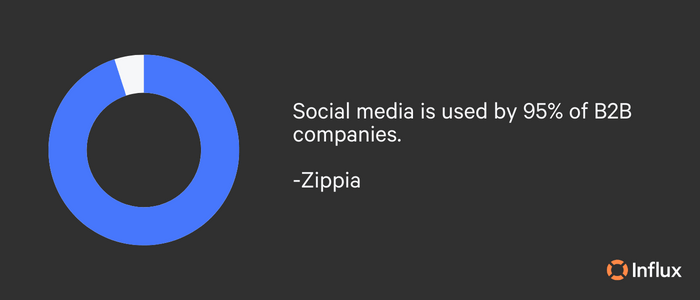 Social media is used by 95% of B2B
companies.
-Zippia
Influx